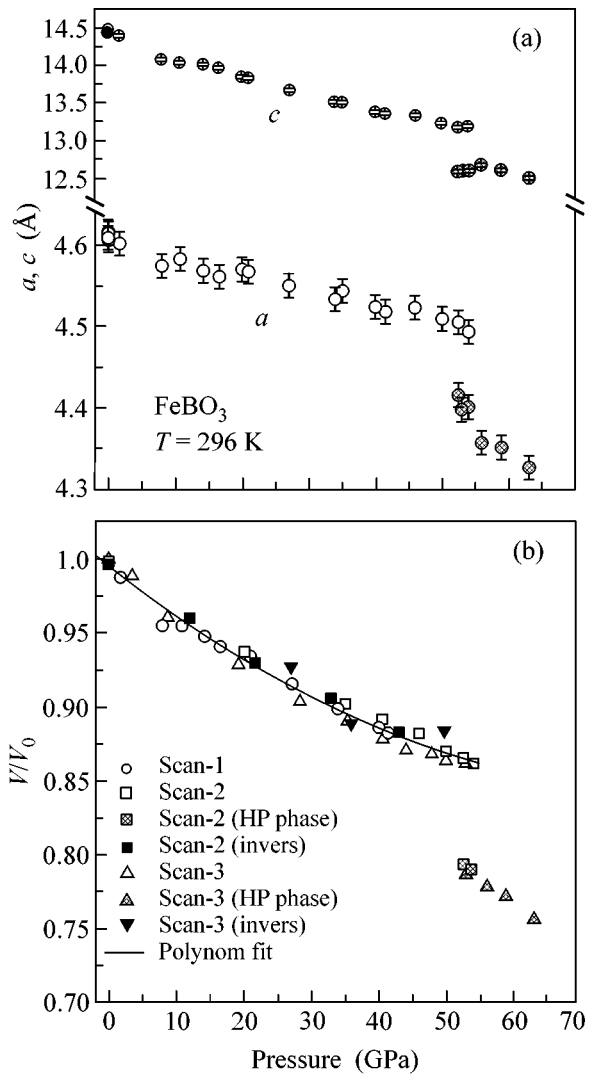 (a)
14.5
14.0
13.5
13.0
12.5
4.6
4.5
4.4
4.3
a, c (Å)
c
a
FeBO3
T = 296 K
(b)
1.0
0.95
0.90
0.85
0.80
0.75
0.70
V/V0
Scan-1
Scan-2
Scan-2 (HP phase)
Scan-2 (invers)
Scan-3
Scan-3 (HP phase)
Scan-3 (invers)
Polynom fit
0 10 20 30 40 50 60 70
Pressure (GPa)